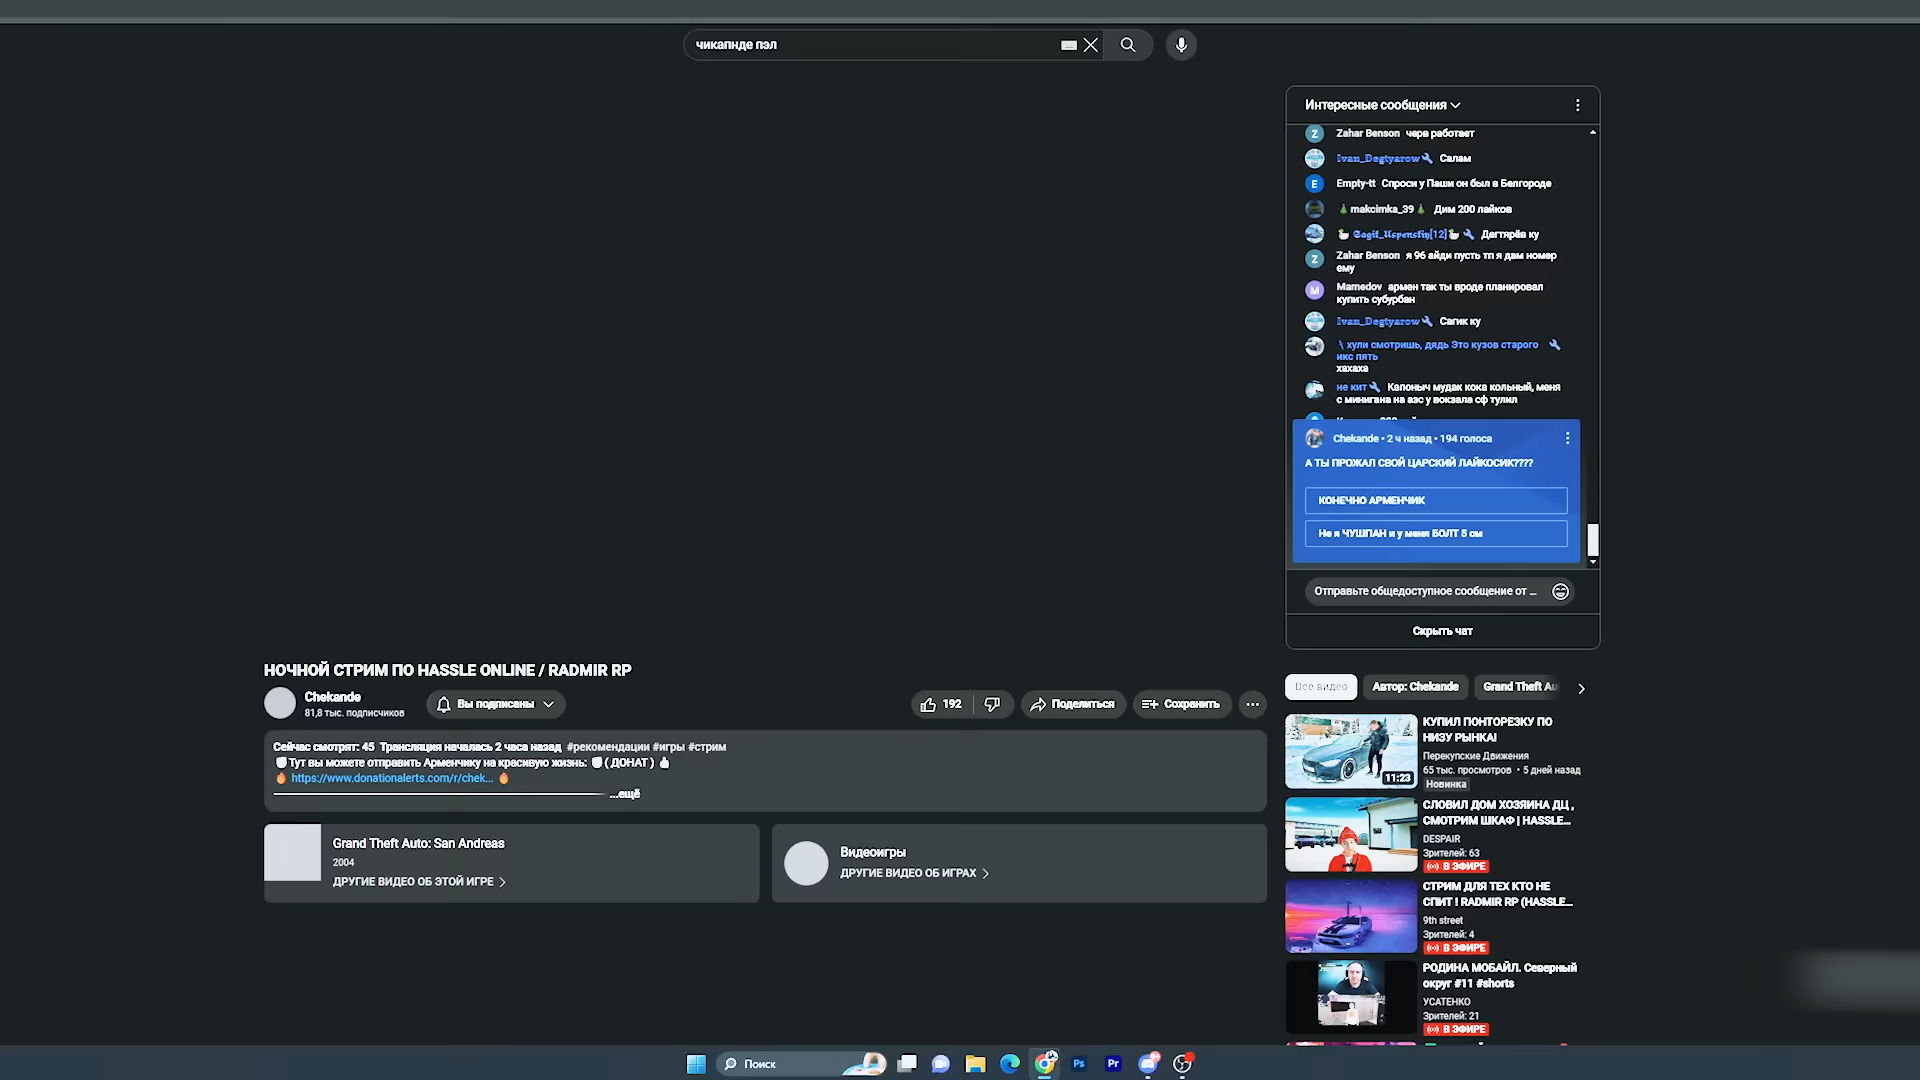 чикапнде пэл
Интересные сообщения
Zahar Benson черв работает
Ivan_Degtyarow Салам
Empty-tt Спроси у Паши он был в Белгороде
makcimka_39 Дим 200 лайков
Sagif_Uspenskiy[12] Дегтярёв ку
Zahar Benson я 96 айди пусть тп я дам номер
ему
Mamedov армен так ты вроде планировал
купить субурбан
Ivan_Degtyarow Сагик ку
\ хули смотришь, дядь Это кузов старого
икс пять
хахаха
не кит Капоныч мудак кока кольный, меня
с минигана на азс у вокзала сф тулил
Chekande • 2 ч назад • 194 голоса
А ТЫ ПРОЖАЛ СВОЙ ЦАРСКИЙ ЛАЙКОСИК????
КОНЕЧНО АРМЕНЧИК
Не я ЧУШПАН и у меня БОЛТ 5 см
Отправьте общедоступное сообщение от ...
Скрыть чат
НОЧНОЙ СТРИМ ПО HASSLE ONLINE / RADMIR RP
Chekande
81,8 тыс. подписчиков
Вы подписаны
192
Поделиться
Сохранить
Сейчас смотрят: 45 Трансляция началась 2 часа назад #рекомендации #игры #стрим
Тут вы можете отправить Арменчику на красивую жизнь: ( ДОНАТ )
https://www.donationalerts.com/r/chek...
...ещё
Grand Theft Auto: San Andreas
2004
ДРУГИЕ ВИДЕО ОБ ЭТОЙ ИГРЕ
Видеоигры
ДРУГИЕ ВИДЕО ОБ ИГРАХ
Все видео
Автор: Chekande
Grand Theft Au
КУПИЛ ПОНТОРЕЗКУ ПО
НИЗУ РЫНКА!
Перекупские Движения
65 тыс. просмотров • 5 дней назад
Новинка
11:23
СЛОВИЛ ДОМ ХОЗЯИНА ДЦ ,
СМОТРИМ ШКАФ | HASSLE...
DESPAIR
Зрителей: 63
В ЭФИРЕ
СТРИМ ДЛЯ ТЕХ КТО НЕ
СПИТ ! RADMIR RP (HASSLE...
9th street
Зрителей: 4
В ЭФИРЕ
РОДИНА МОБАЙЛ. Северный
округ #11 #shorts
УСАТЕНКО
Зрителей: 21
В ЭФИРЕ
Поиск
Ps
Pr